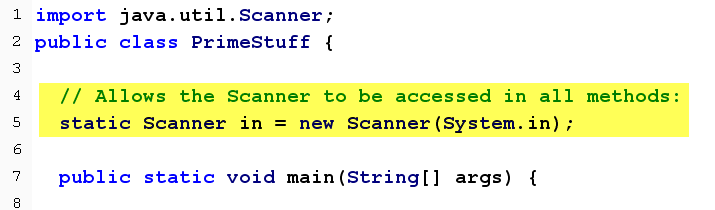 1 import java.util.Scanner;
2 public class PrimeStuff {
3
4 // Allows the Scanner to be accessed in all methods:
5 static Scanner in = new Scanner(System.in);
6
7 public static void main(String[] args) {
8